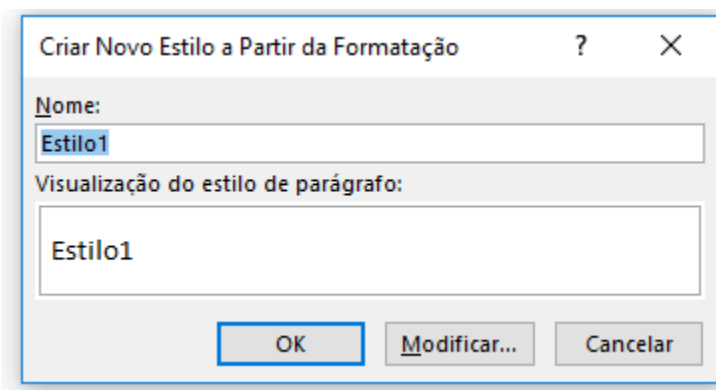 Criar Novo Estilo a Partir da Formatação ?
Nome:
Estilo1
Visualização do estilo de parágrafo:
Estilo1
OK Modificar... Cancelar